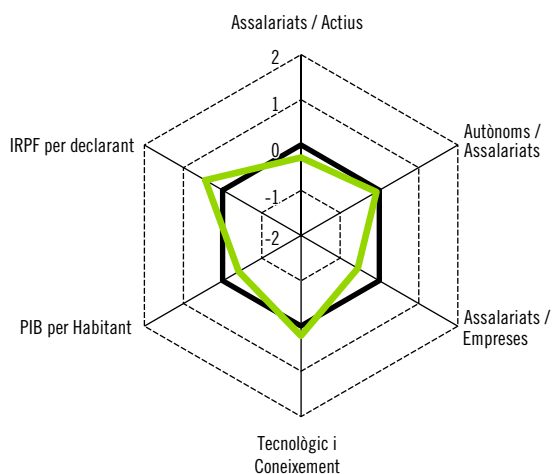 Assalariats / Actius
2
1
0
-1
-2
IRPF per declarant
Autònoms /
Assalariats
PIB per Habitant
Assalariats /
Empreses
Tecnològic i
Coneixement